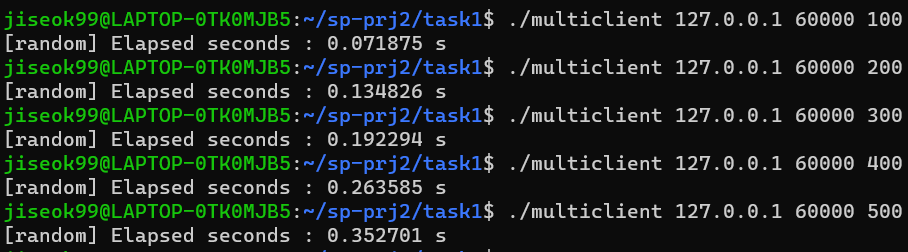 jiseok99@LAPTOP-0TK0MJB5:~/sp-prj2/task1$ ./multiclient 127.0.0.1 60000 100
[random] Elapsed seconds : 0.071875 s
jiseok99@LAPTOP-0TK0MJB5:~/sp-prj2/task1$ ./multiclient 127.0.0.1 60000 200
[random] Elapsed seconds : 0.134826 s
jiseok99@LAPTOP-0TK0MJB5:~/sp-prj2/task1$ ./multiclient 127.0.0.1 60000 300
[random] Elapsed seconds : 0.192294 s
jiseok99@LAPTOP-0TK0MJB5:~/sp-prj2/task1$ ./multiclient 127.0.0.1 60000 400
[random] Elapsed seconds : 0.263585 s
jiseok99@LAPTOP-0TK0MJB5:~/sp-prj2/task1$ ./multiclient 127.0.0.1 60000 500
[random] Elapsed seconds : 0.352701 s